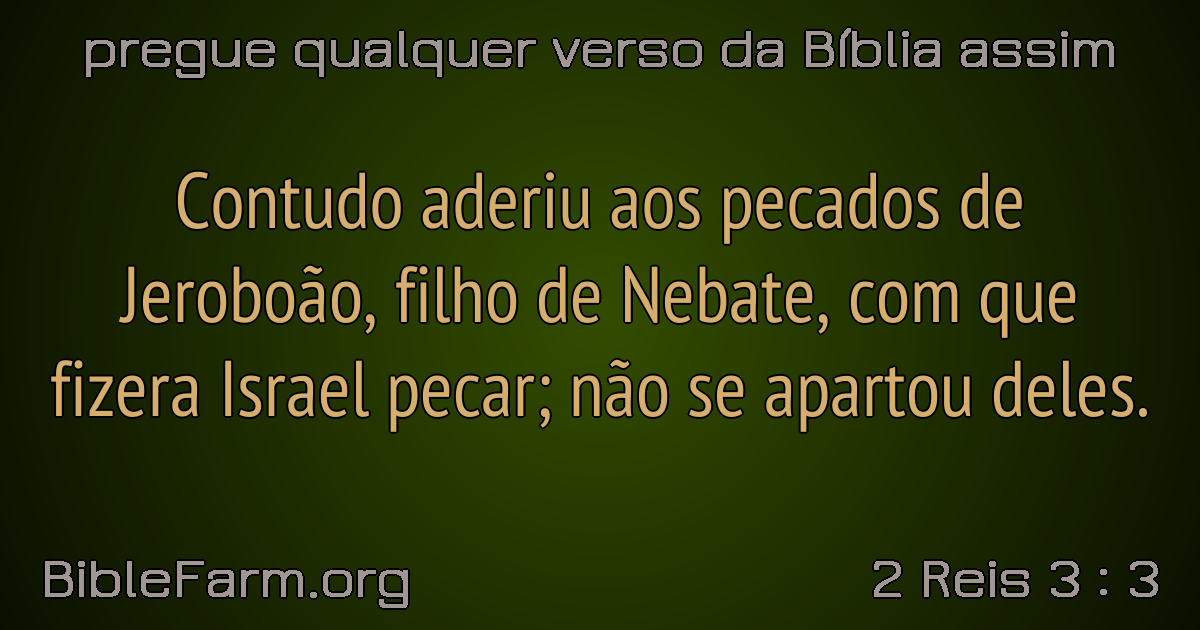 pregue qualquer verso da Bíblia assim
Contudo aderiu aos pecados de
Jeroboão, filho de Nebate, com que
fizera Israel pecar; não se apartou deles.
BibleFarm.org
2 Reis 3 : 3